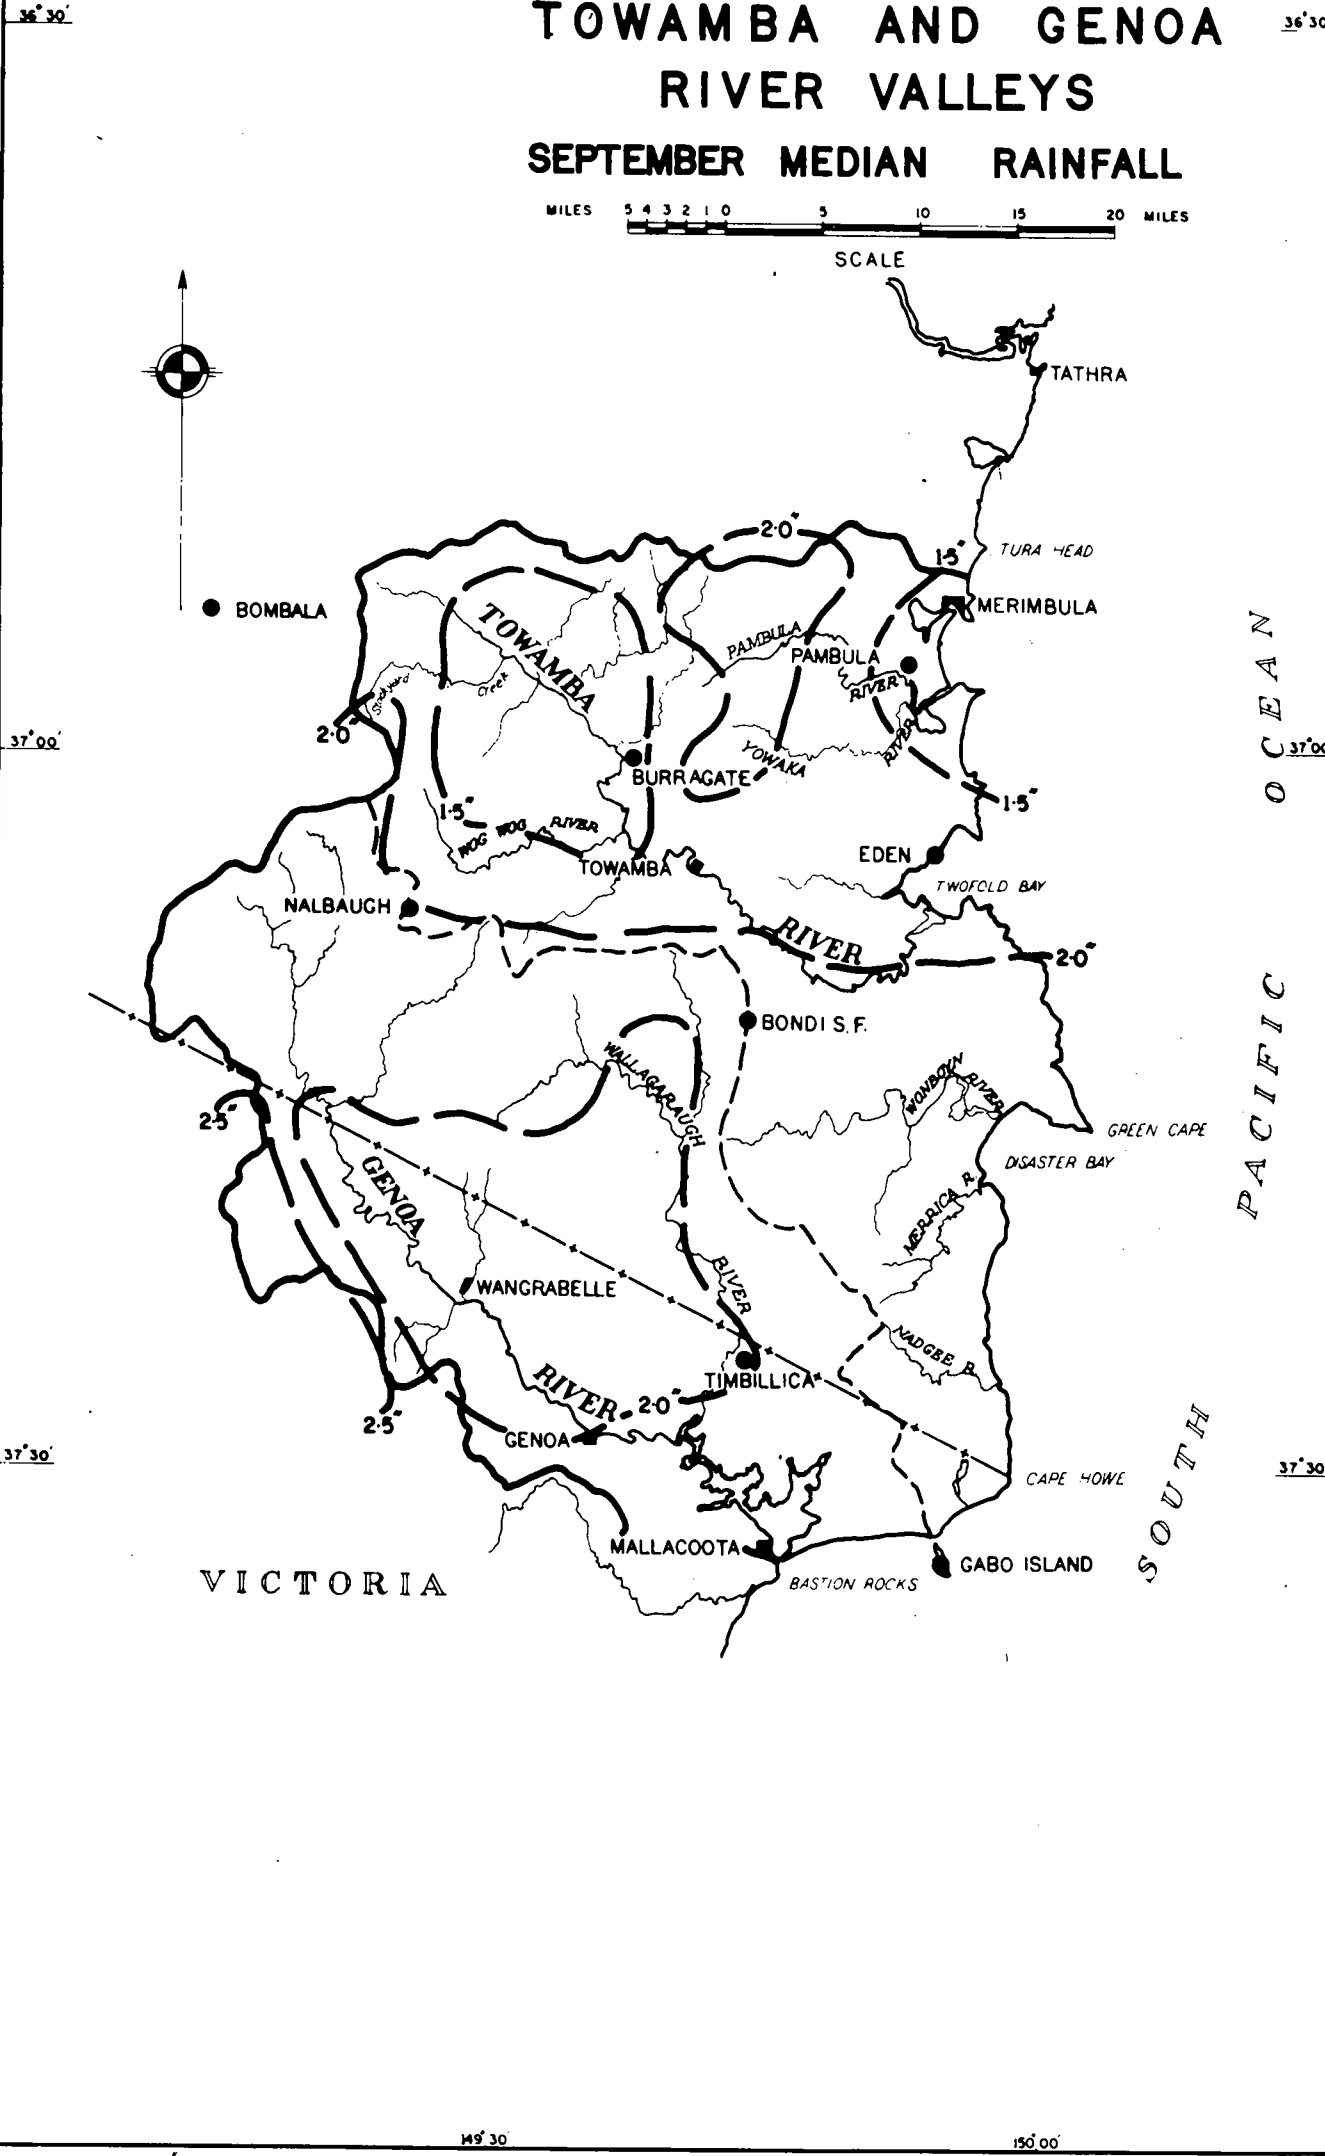 36°30'
TOWAMBA AND GENOA
36°30
RIVER VALLEYS
SEPTEMBER MEDIAN RAINFALL
MILES 5 4 3 2 1 0 5 10 15 20 MILES
SCALE
TATHRA
2·0"
1·5"
TURA HEAD
BOMBALA
MERIMBULA
TOWAMBA
PAMBULA
PAMBULA
RIVER
Stockyard
Creek
2·0"
37°00'
RIVER
YOWAKA
37°00
BURRAGATE
1·5"
1·5"
WOG WOG RIVER
TOWAMBA
EDEN
TWOFOLD BAY
NALBAUGH
RIVER
2·0"
BONDI S.F.
WALLAGARAUGH
WONBOYN RIVER
2·5"
GREEN CAPE
DISASTER BAY
GENOA
MERRICA R.
RIVER
WANGRABELLE
NADGEE R.
TIMBILLICA
RIVER
2·0"
2·5"
GENOA
37°30'
37°30
CAPE HOWE
MALLACOOTA
GABO ISLAND
BASTION ROCKS
VICTORIA
SOUTH PACIFIC OCEAN
149°30'
150°00'